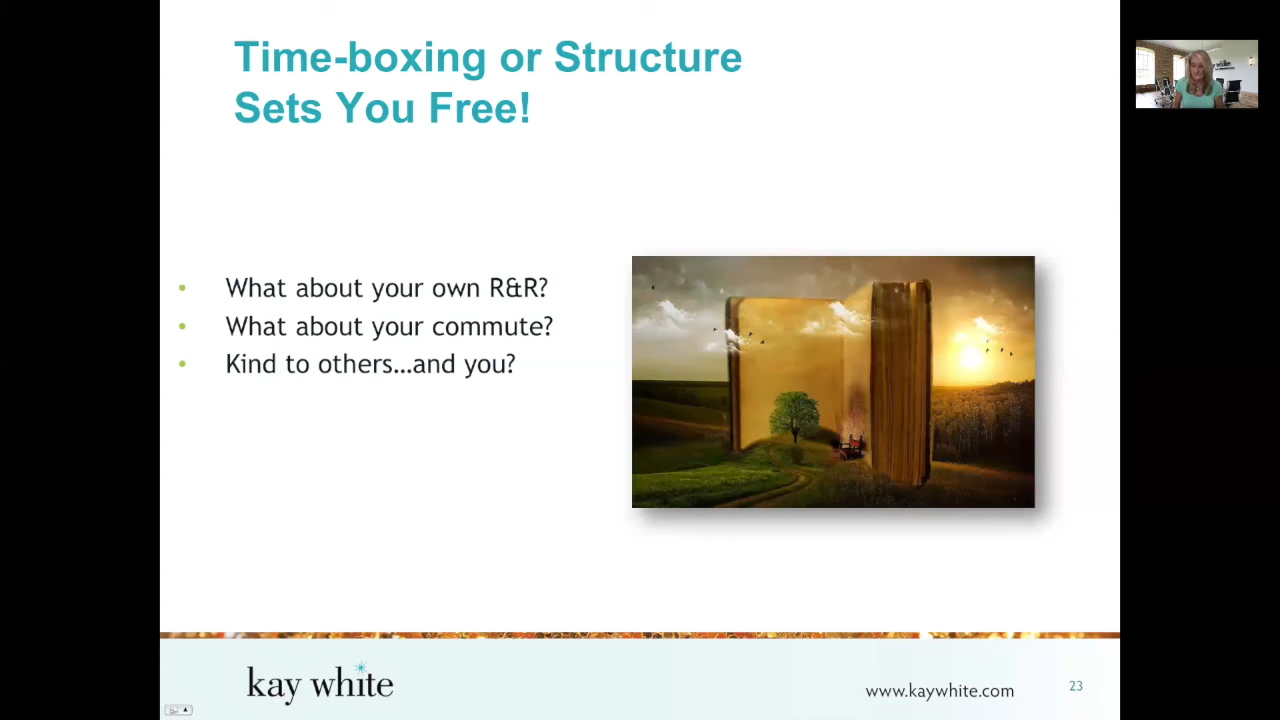 Time-boxing or Structure
Sets You Free!
• What about your own R&R?
• What about your commute?
• Kind to others...and you?
kay white
www.kaywhite.com
23